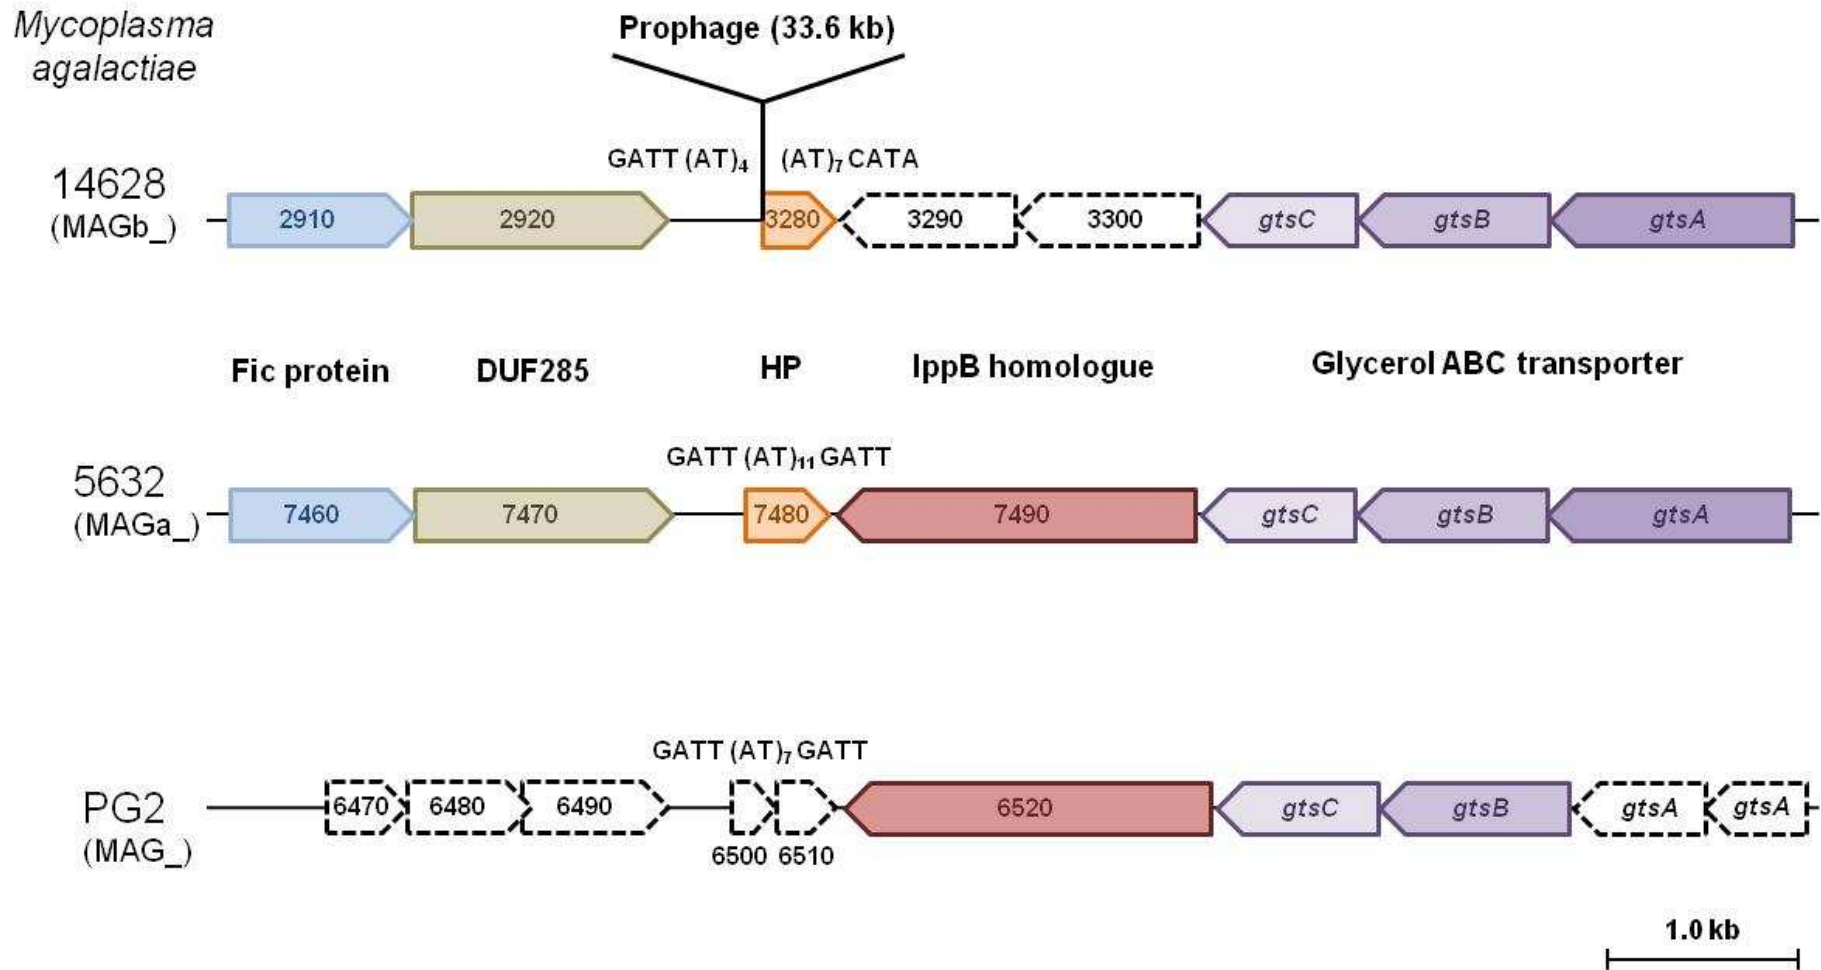 Mycoplasma
agalactiae
Prophage (33.6 kb)
GATT (AT)₄ (AT)₇ CATA
14628
(MAGb_)
2910 2920 3280 3290 3300 gtsC gtsB gtsA
Fic protein DUF285 HP lppB homologue Glycerol ABC transporter
GATT (AT)₁₁ GATT
5632
(MAGa_)
7460 7470 7480 7490 gtsC gtsB gtsA
GATT (AT)₇ GATT
PG2
(MAG_)
6470 6480 6490 6520 gtsC gtsB gtsA gtsA
6500 6510
1.0 kb